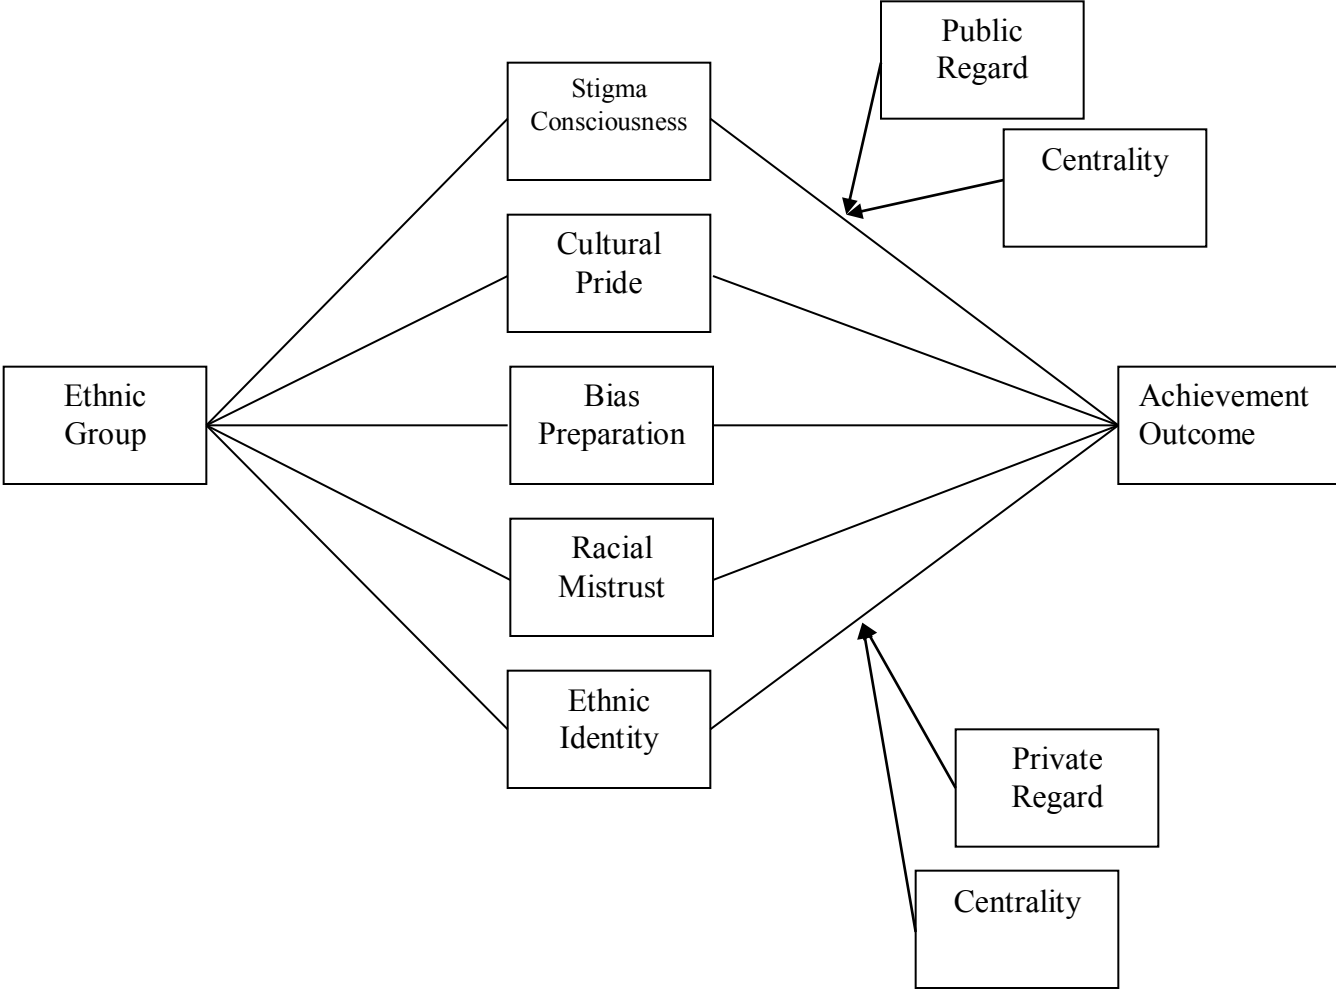 Public
Regard
Stigma
Consciousness
Centrality
Cultural
Pride
Ethnic
Group
Bias
Preparation
Achievement
Outcome
Racial
Mistrust
Ethnic
Identity
Private
Regard
Centrality